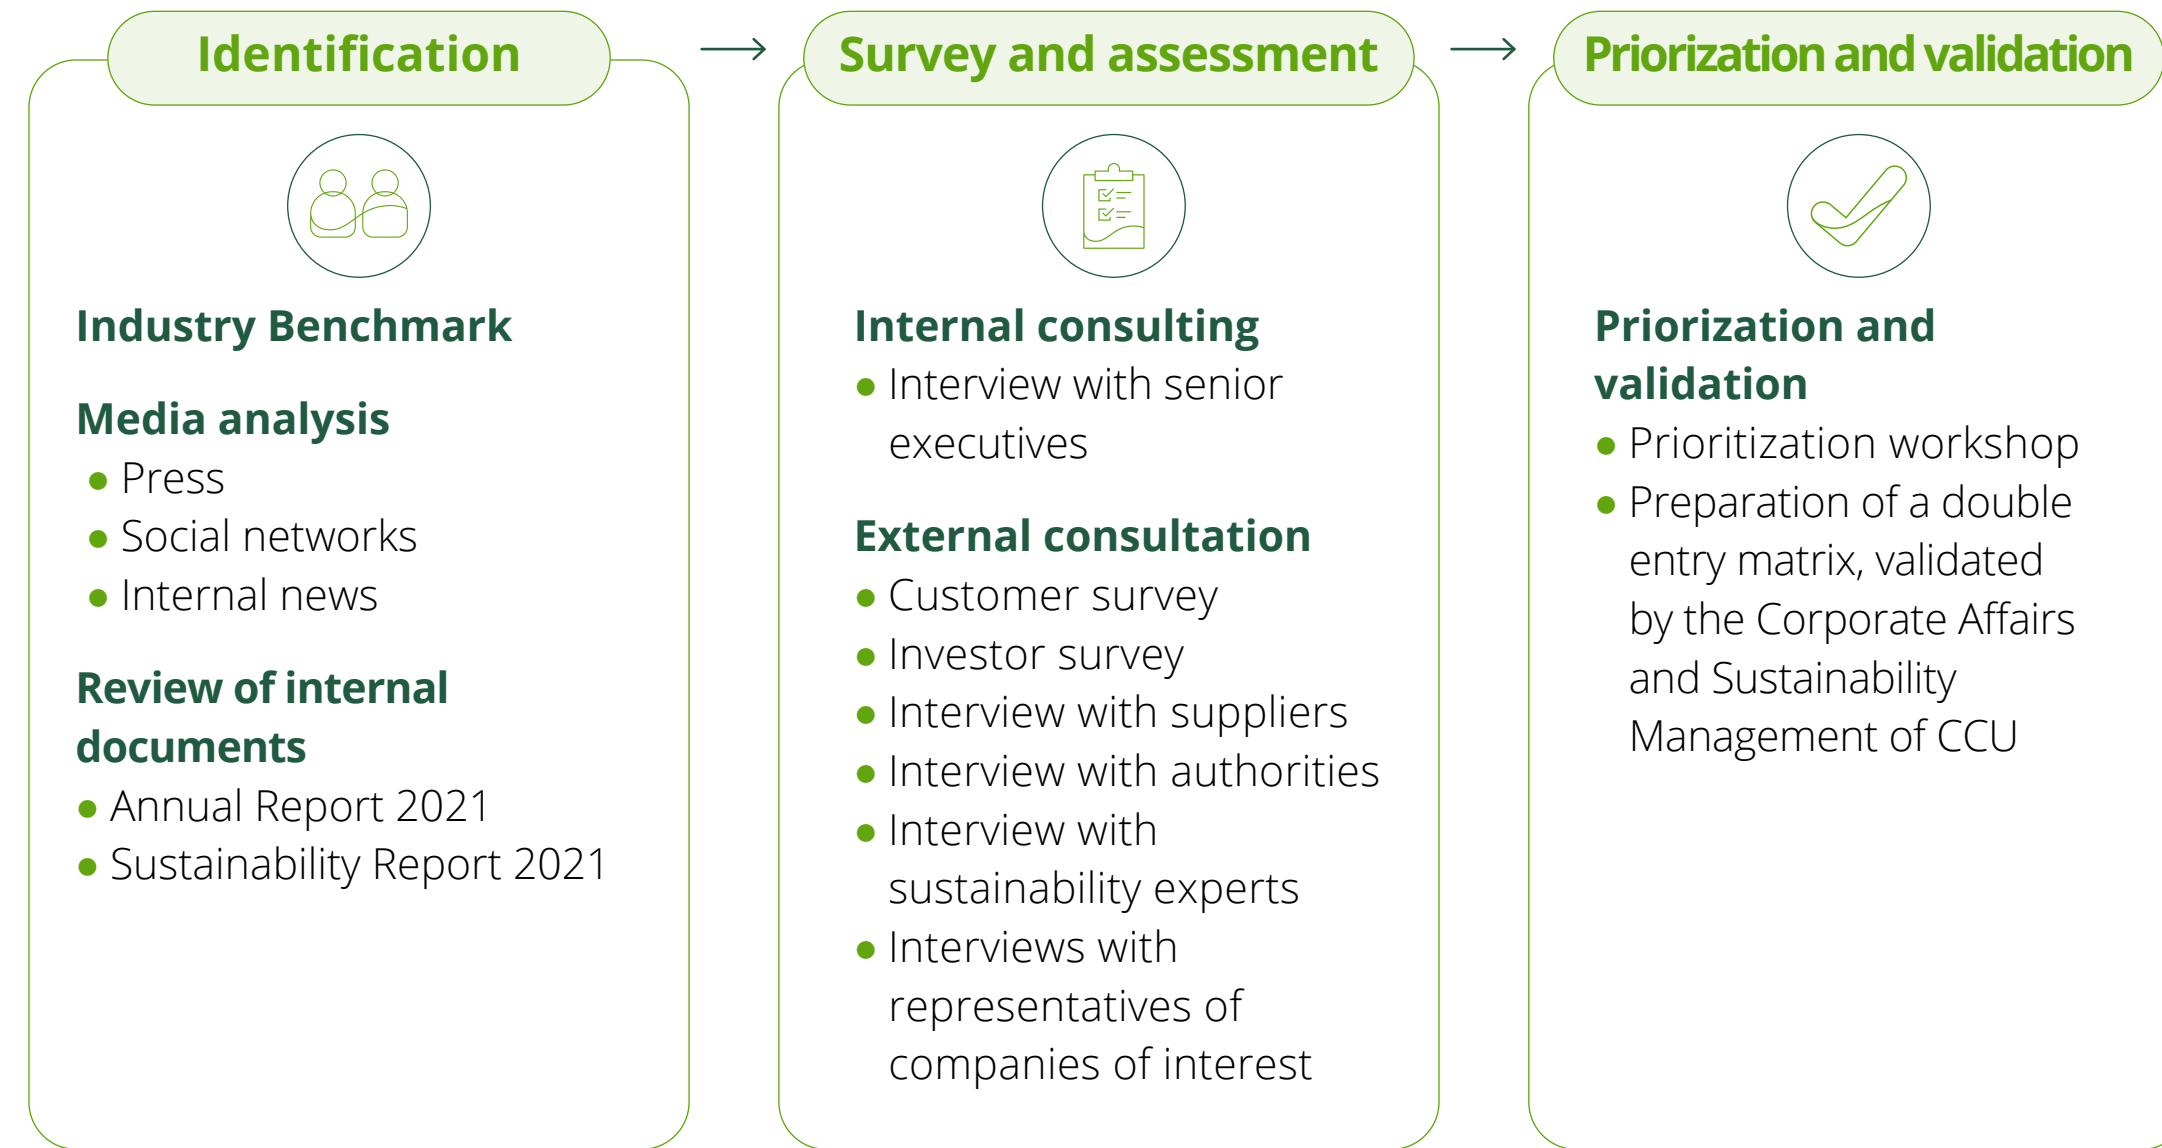 Identification
Industry Benchmark
Media analysis
● Press
● Social networks
● Internal news
Review of internal
documents
● Annual Report 2021
● Sustainability Report 2021
Survey and assessment
Internal consulting
● Interview with senior
executives
External consultation
● Customer survey
● Investor survey
● Interview with suppliers
● Interview with authorities
● Interview with
sustainability experts
● Interviews with
representatives of
companies of interest
Priorization and validation
Priorization and
validation
● Prioritization workshop
● Preparation of a double
entry matrix, validated
by the Corporate Affairs
and Sustainability
Management of CCU